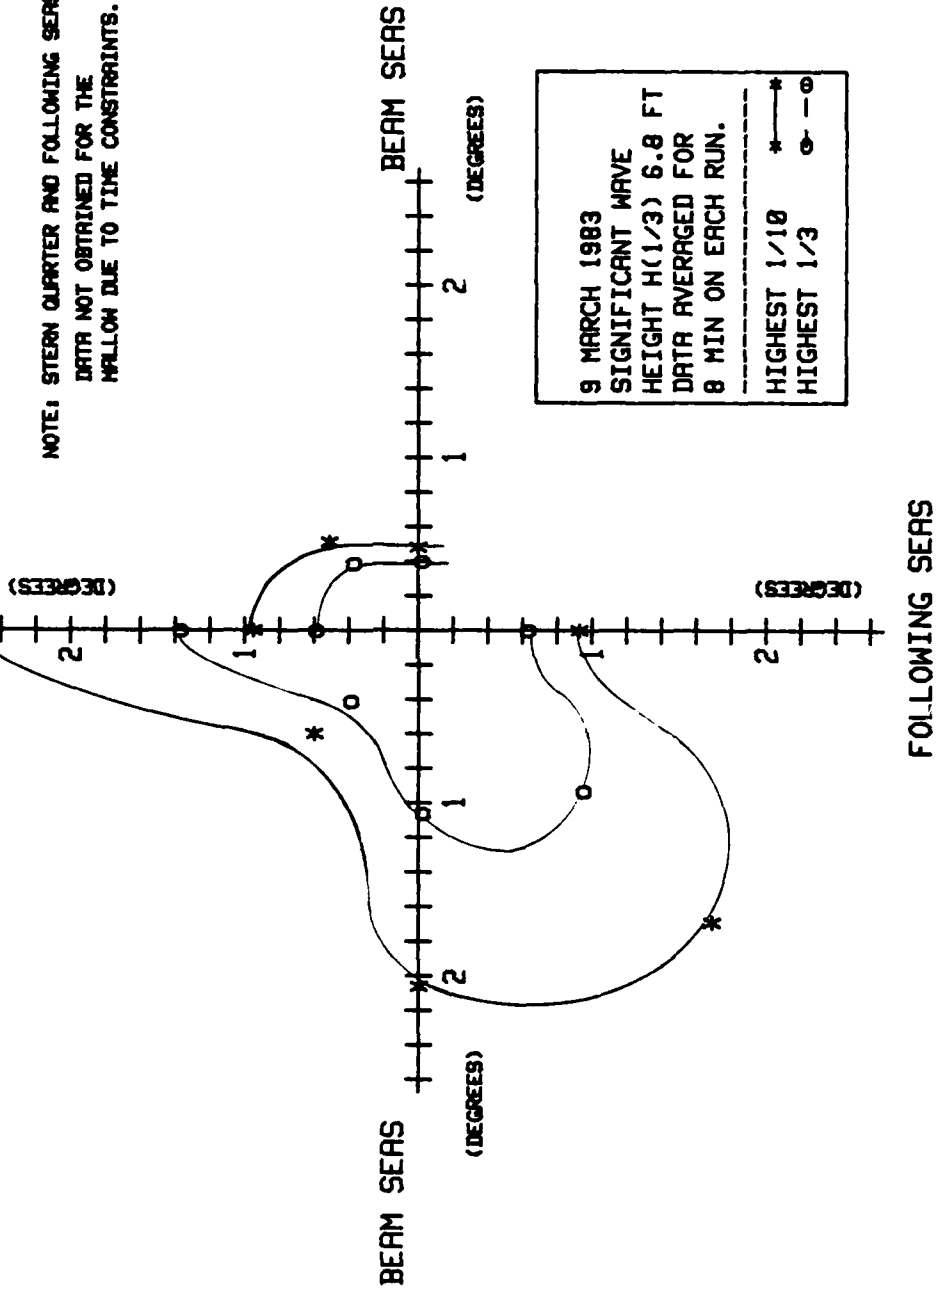 NOTE: STERN QUARTER AND FOLLOWING SEAS
DATA NOT OBTAINED FOR THE
MALLOW DUE TO TIME CONSTRAINTS.
(DEGREES)
2
1
BEAM SEAS
(DEGREES)
2
1
1
2
BEAM SEAS
(DEGREES)
1
2
(DEGREES)
FOLLOWING SEAS
9 MARCH 1983
SIGNIFICANT WAVE
HEIGHT H(1/3) 6.8 FT
DATA AVERAGED FOR
8 MIN ON EACH RUN.
HIGHEST 1/10
HIGHEST 1/3